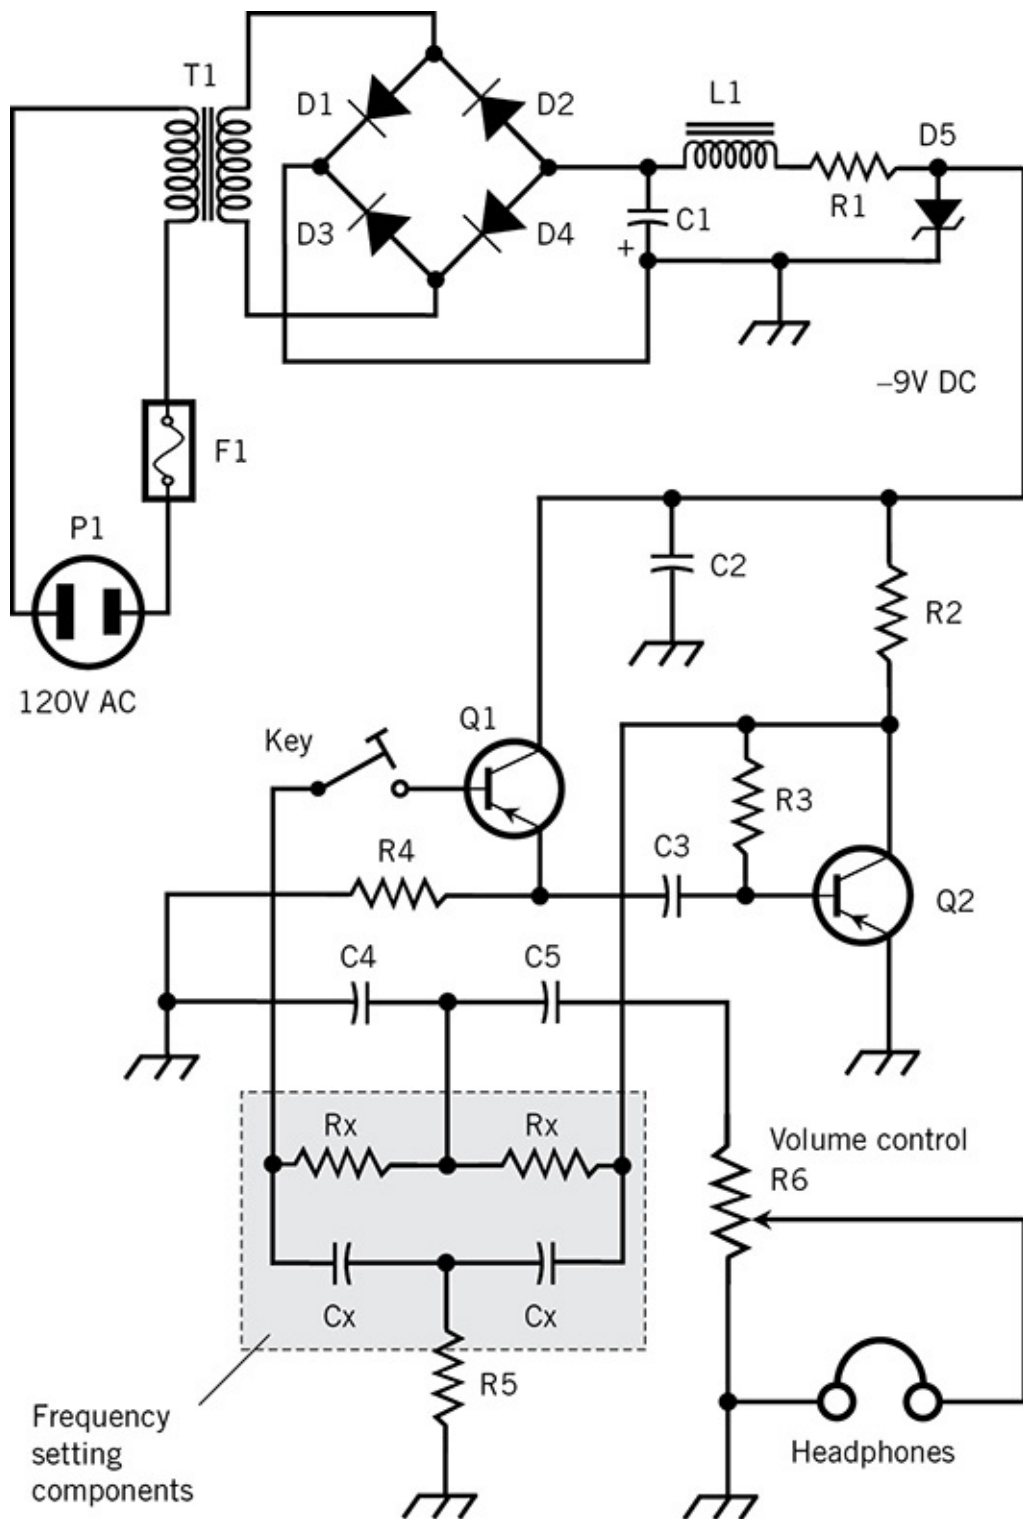 T1
D1
D2
L1
D5
D3
D4
C1
R1
+
–9V DC
F1
P1
C2
R2
120V AC
Key
Q1
R3
R4
C3
Q2
C4
C5
Rx
Rx
Volume control
R6
Cx
Cx
R5
Frequency
setting
components
Headphones